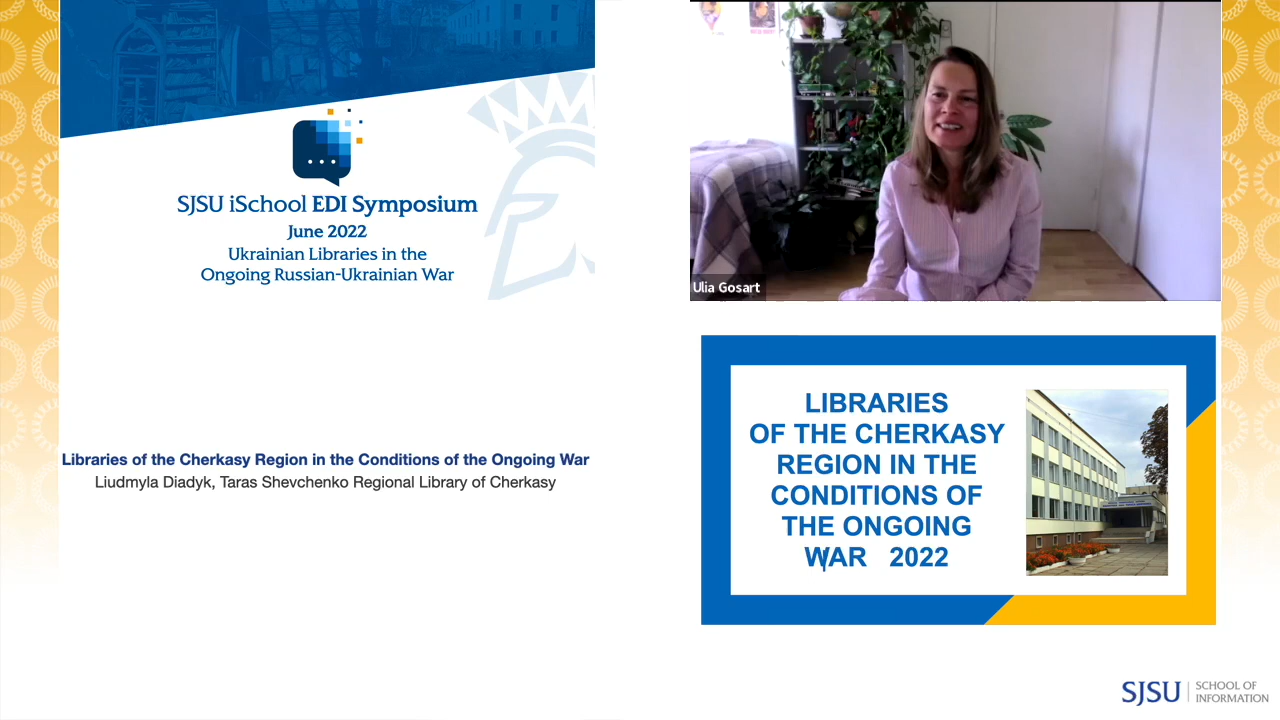 SJSU iSchool EDI Symposium
June 2022
Ukrainian Libraries in the
Ongoing Russian-Ukrainian War
Libraries of the Cherkasy Region in the Conditions of the Ongoing War
Liudmyla Diadyk, Taras Shevchenko Regional Library of Cherkasy
Ulia Gosart
LIBRARIES
OF THE CHERKASY
REGION IN THE
CONDITIONS OF
THE ONGOING
WAR 2022
SJSU SCHOOL OF
INFORMATION